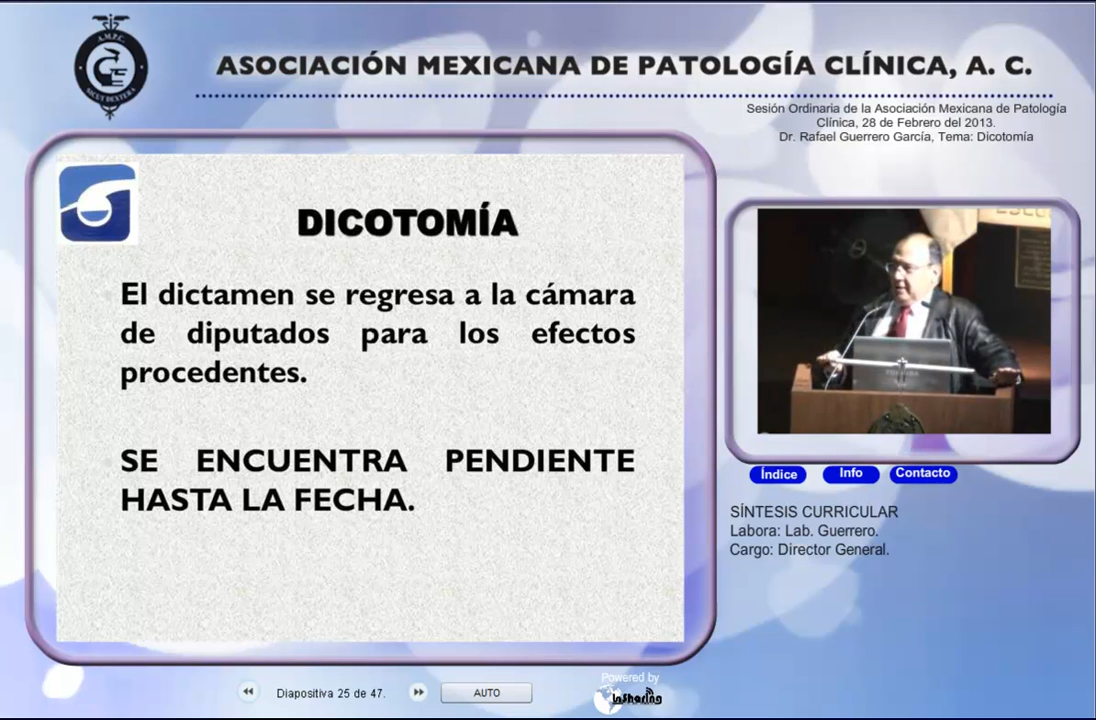 A.M.P.C.
SICUT DEXTERA
ASOCIACIÓN MEXICANA DE PATOLOGÍA CLÍNICA, A. C.
Sesión Ordinaria de la Asociación Mexicana de Patología
Clínica, 28 de Febrero del 2013.
Dr. Rafael Guerrero García, Tema: Dicotomía
DICOTOMÍA
El dictamen se regresa a la cámara
de diputados para los efectos
procedentes.
SE ENCUENTRA PENDIENTE
HASTA LA FECHA.
Índice
Info
Contacto
SÍNTESIS CURRICULAR
Labora: Lab. Guerrero.
Cargo: Director General.
Diapositiva 25 de 47.
AUTO
Powered by
InSharing